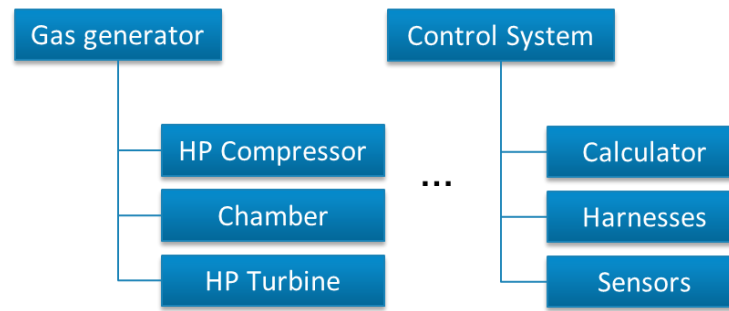 Gas generator
HP Compressor
Chamber
HP Turbine
...
Control System
Calculator
Harnesses
Sensors